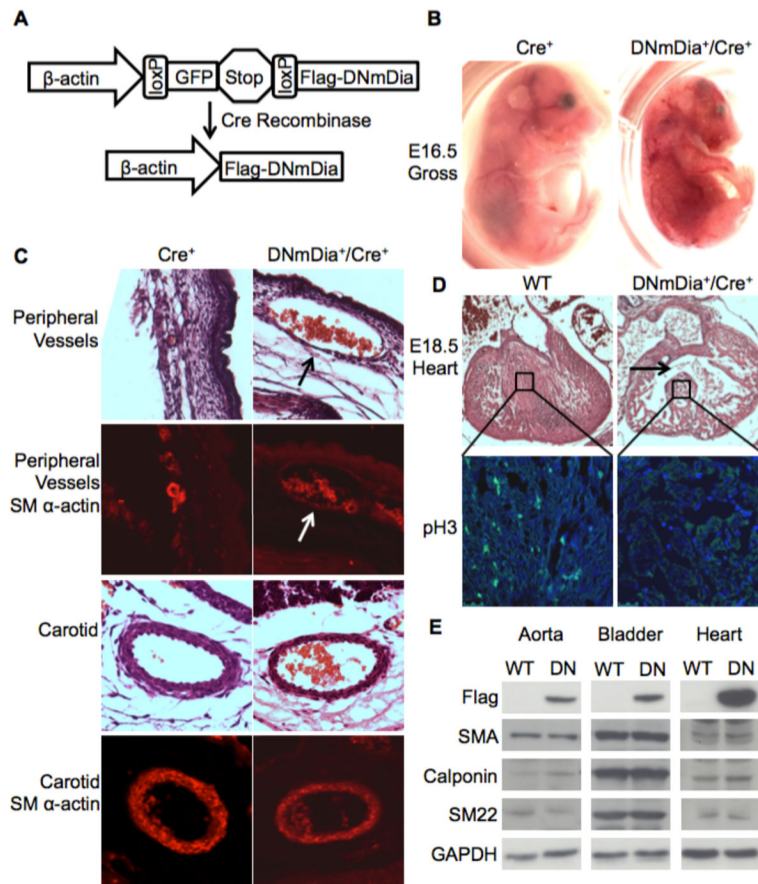 A
β-actin
loxP
GFP
Stop
loxP
Flag-DNmDia
Cre Recombinase
β-actin
Flag-DNmDia
B
Cre⁺
DNmDia⁺/Cre⁺
E16.5
Gross
C
Cre⁺
DNmDia⁺/Cre⁺
Peripheral
Vessels
Peripheral
Vessels
SM α-actin
Carotid
Carotid
SM α-actin
D
WT
DNmDia⁺/Cre⁺
E18.5
Heart
pH3
E
Aorta
Bladder
Heart
WT
DN
WT
DN
WT
DN
Flag
SMA
Calponin
SM22
GAPDH